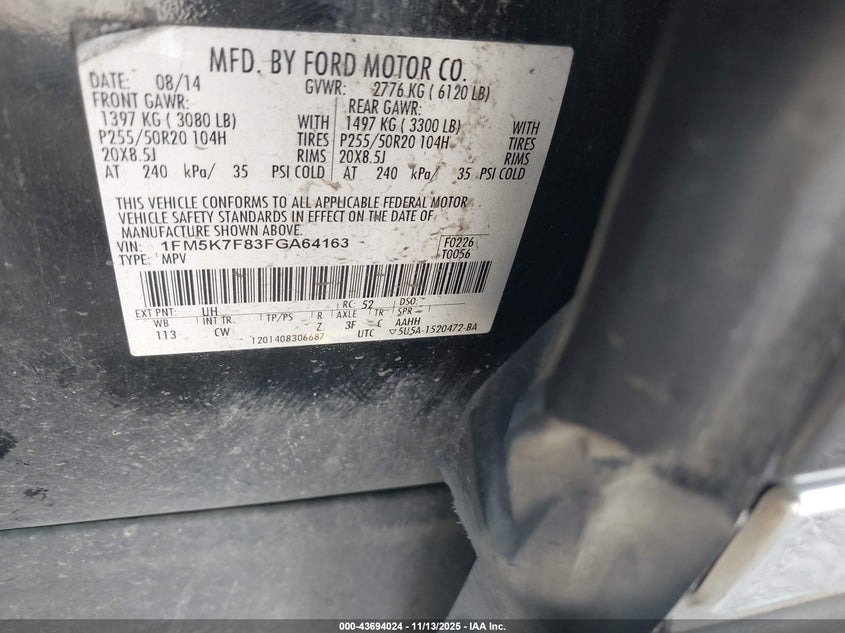 MFD. BY FORD MOTOR CO.
DATE: 08/14 GVWR: 2776 KG ( 6120 LB)
FRONT GAWR: REAR GAWR:
1397 KG ( 3080 LB) WITH 1497 KG ( 3300 LB) WITH
P255/50R20 104H TIRES P255/50R20 104H TIRES
20X8.5J RIMS 20X8.5J RIMS
AT 240 kPa/ 35 PSI COLD AT 240 kPa/ 35 PSI COLD
THIS VEHICLE CONFORMS TO ALL APPLICABLE FEDERAL MOTOR
VEHICLE SAFETY STANDARDS IN EFFECT ON THE DATE OF
MANUFACTURE SHOWN ABOVE.
VIN: 1FM5K7F83FGA64163 F0226
TYPE: MPV T0056
EXT PNT: UH RC: 52 DSO:
WB INT TR TP/PS R AXLE TR SPR
113 CW Z 3F C AAHH
1201408306687 UTC ▽5U5A-1520472-BA
000-43694024 | 11/13/2025 - IAA Inc.